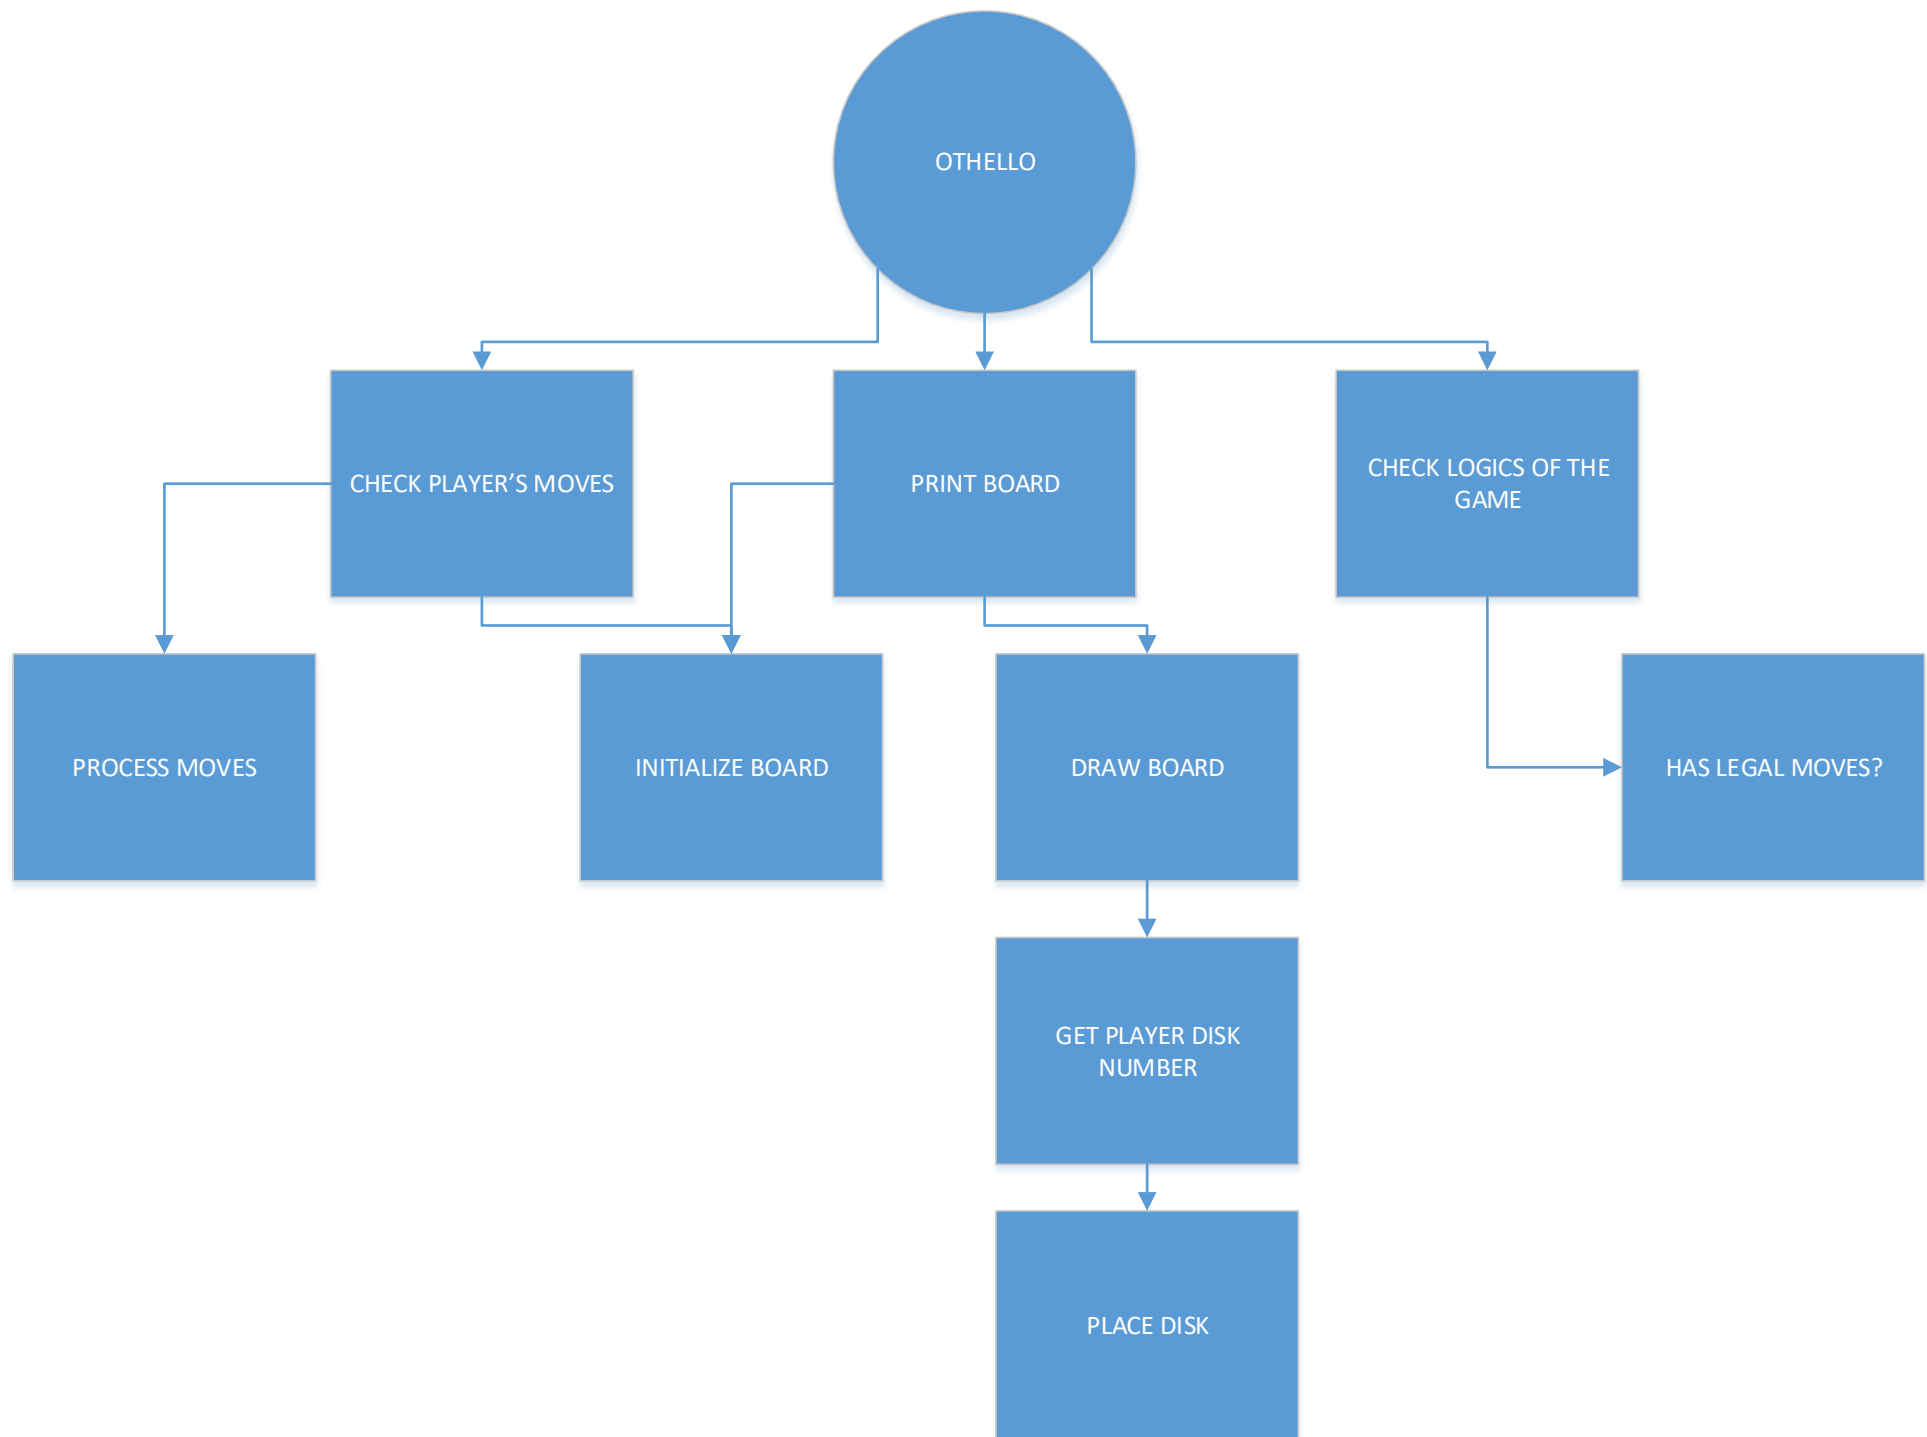 OTHELLO
CHECK PLAYER’S MOVES
PRINT BOARD
CHECK LOGICS OF THE
GAME
PROCESS MOVES
INITIALIZE BOARD
DRAW BOARD
HAS LEGAL MOVES?
GET PLAYER DISK
NUMBER
PLACE DISK